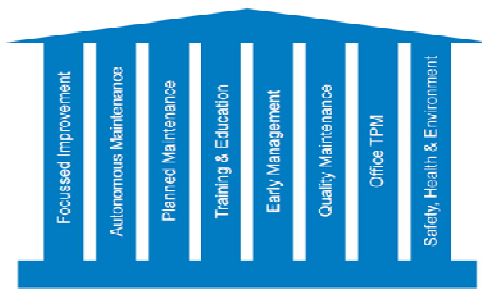 Focussed Improvement
Autonomous Maintenance
Planned Maintenance
Training & Education
Early Management
Quality Maintenance
Office TPM
Safety, Health & Environment